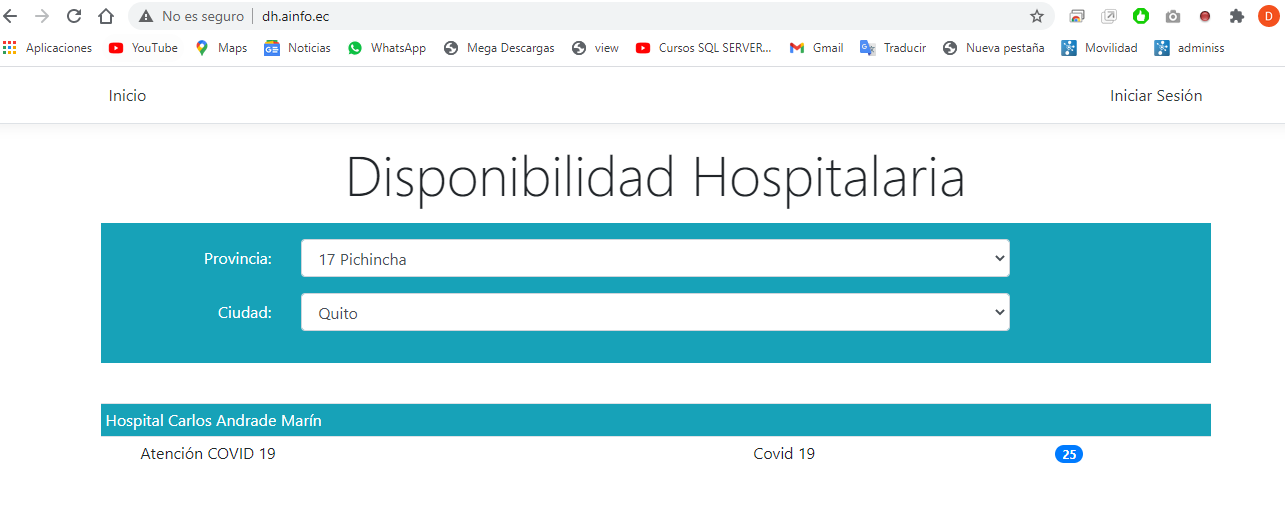 No es seguro dh.ainfo.ec D
Aplicaciones YouTube Maps Noticias WhatsApp Mega Descargas view Cursos SQL SERVER... Gmail Traducir Nueva pestaña Movilidad adminiss
Inicio Iniciar Sesión
Disponibilidad Hospitalaria
Provincia: 17 Pichincha
Ciudad: Quito
Hospital Carlos Andrade Marín
Atención COVID 19 Covid 19 25